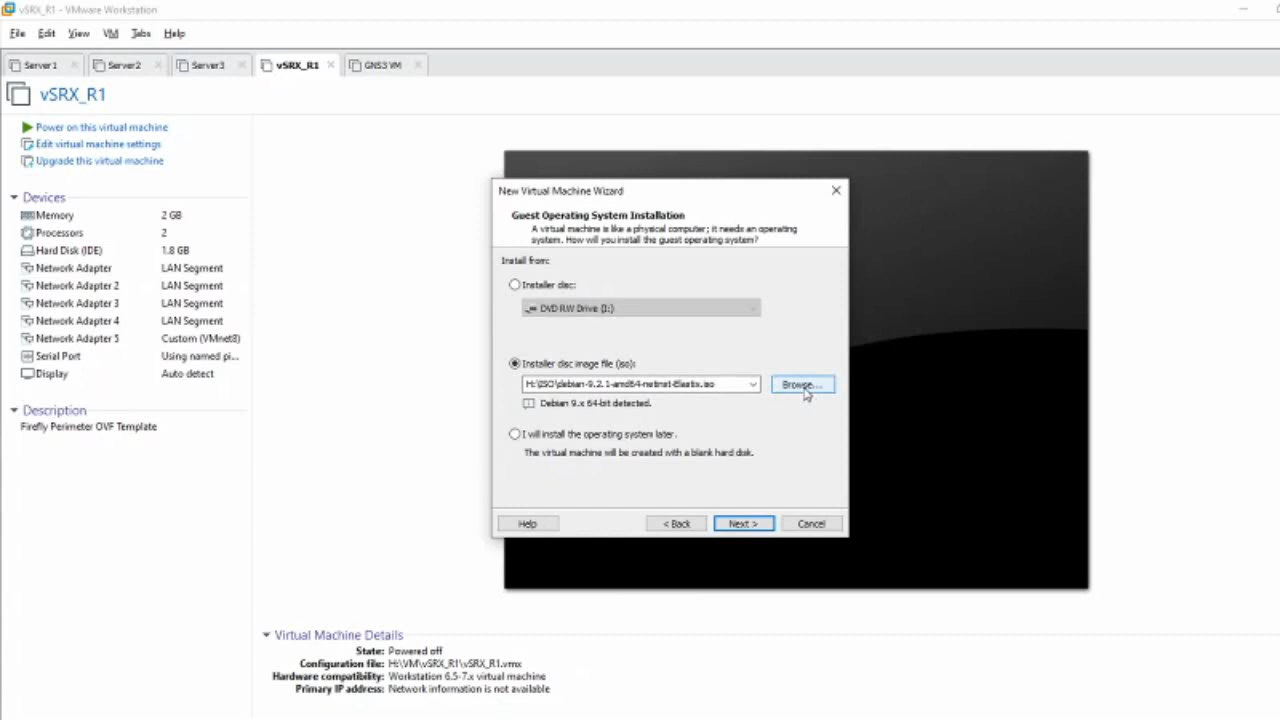 vSRX_R1 - VMware Workstation
File Edit View VM Tabs Help
Server1 Server2 Server3 vSRX_R1 GNS3 VM
vSRX_R1
Power on this virtual machine
Edit virtual machine settings
Upgrade this virtual machine
Devices
Memory 2 GB
Processors 2
Hard Disk (IDE) 1.8 GB
Network Adapter LAN Segment
Network Adapter 2 LAN Segment
Network Adapter 3 LAN Segment
Network Adapter 4 LAN Segment
Network Adapter 5 Custom (VMnet8)
Serial Port Using named pi...
Display Auto detect
Description
Firefly Perimeter OVF Template
New Virtual Machine Wizard
Guest Operating System Installation
A virtual machine is like a physical computer; it needs an operating
system. How will you install the guest operating system?
Install from:
Installer disc:
DVD RW Drive (I:)
Installer disc image file (iso):
H:\ISO\debian-9.2.1-amd64-netinst-Elastix.iso Browse...
Debian 9.x 64-bit detected.
I will install the operating system later.
The virtual machine will be created with a blank hard disk.
Help < Back Next > Cancel
Virtual Machine Details
State: Powered off
Configuration file: H:\VM\vSRX_R1\vSRX_R1.vmx
Hardware compatibility: Workstation 6.5-7.x virtual machine
Primary IP address: Network information is not available